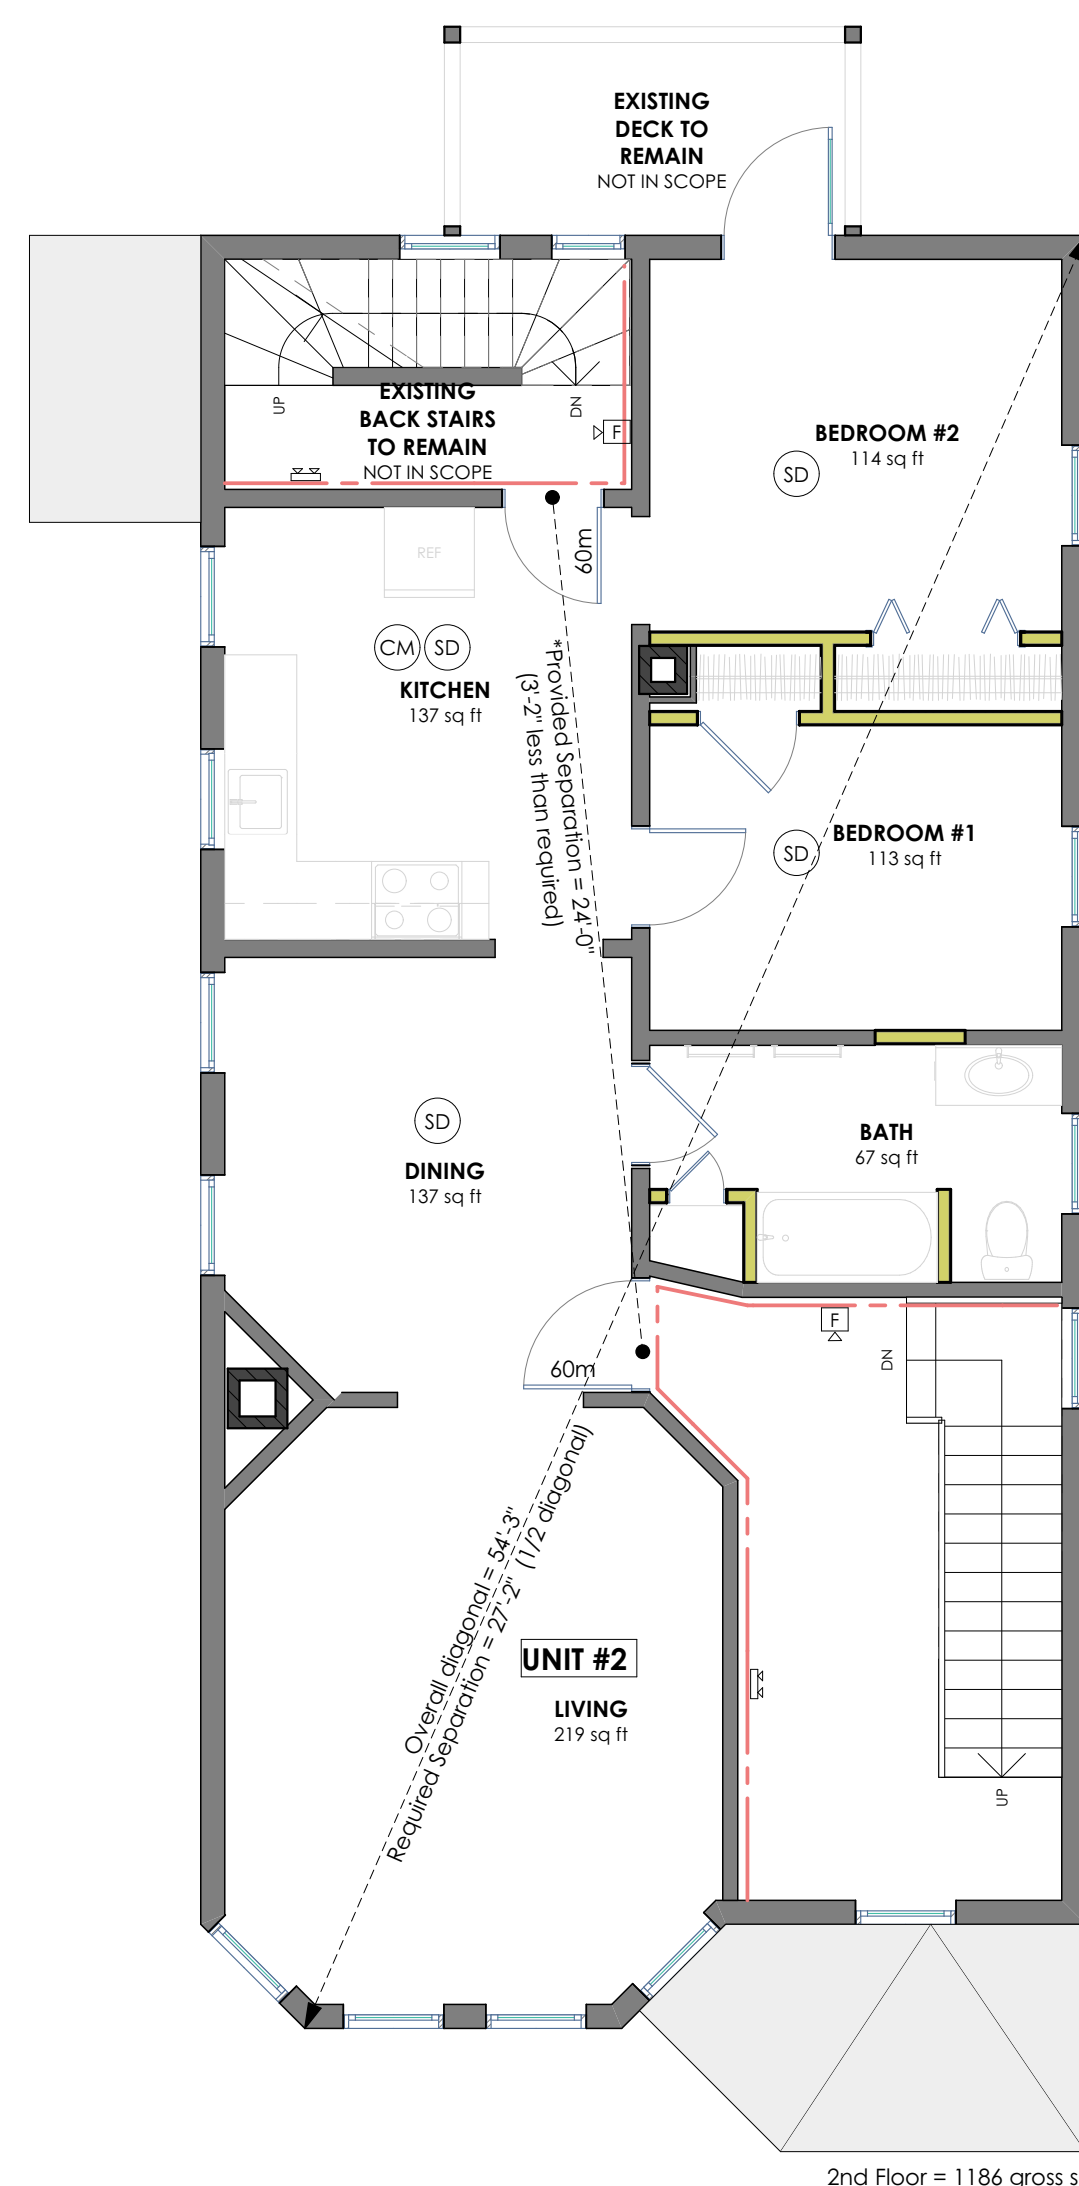 EXISTING
DECK TO
REMAIN
NOT IN SCOPE
EXISTING
BACK STAIRS
TO REMAIN
NOT IN SCOPE
UP
DN
F
BEDROOM #2
114 sq ft
SD
REF
60m
CM
SD
KITCHEN
137 sq ft
*Provided Separation = 24'-0"
(3'-2" less than required)
BEDROOM #1
113 sq ft
SD
SD
DINING
137 sq ft
BATH
67 sq ft
F
DN
60m
Overall diagonal = 54'-3"
Required Separation = 27'-2" (1/2 diagonal)
UNIT #2
LIVING
219 sq ft
UP
2nd Floor = 1186 gross s